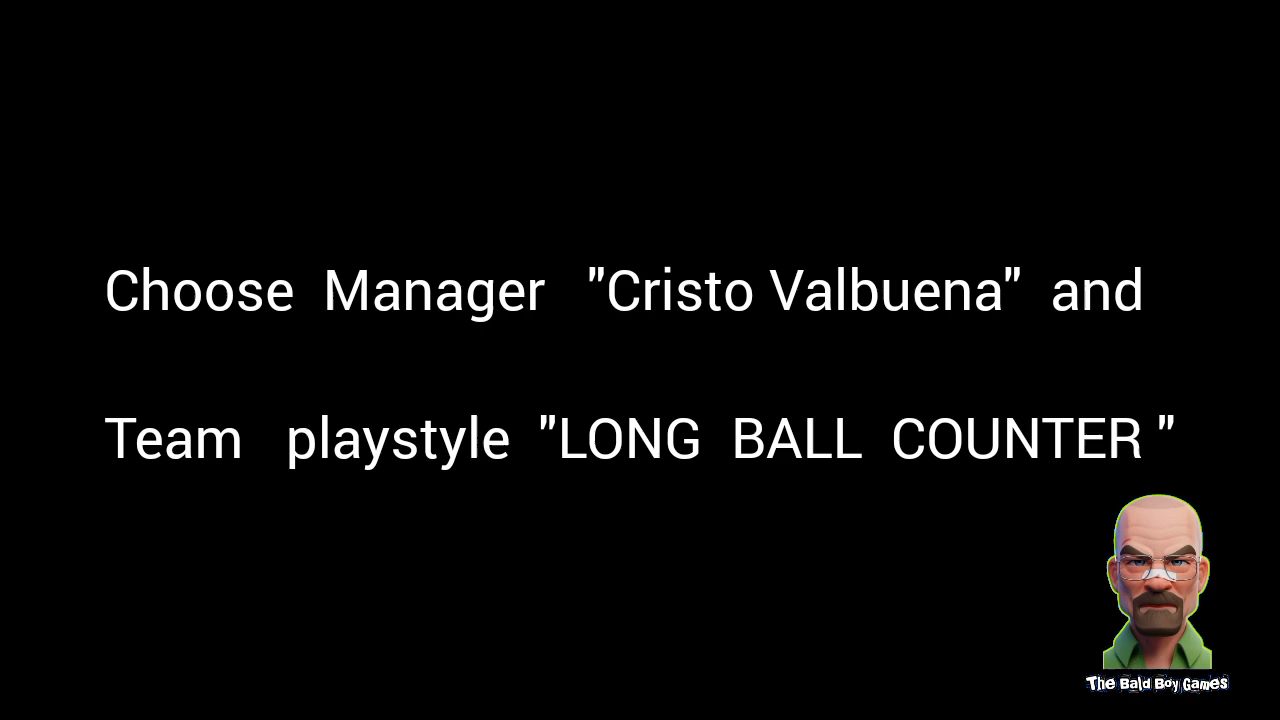 Choose Manager "Cristo Valbuena" and
Team playstyle "LONG BALL COUNTER "
The Bald Boy Games